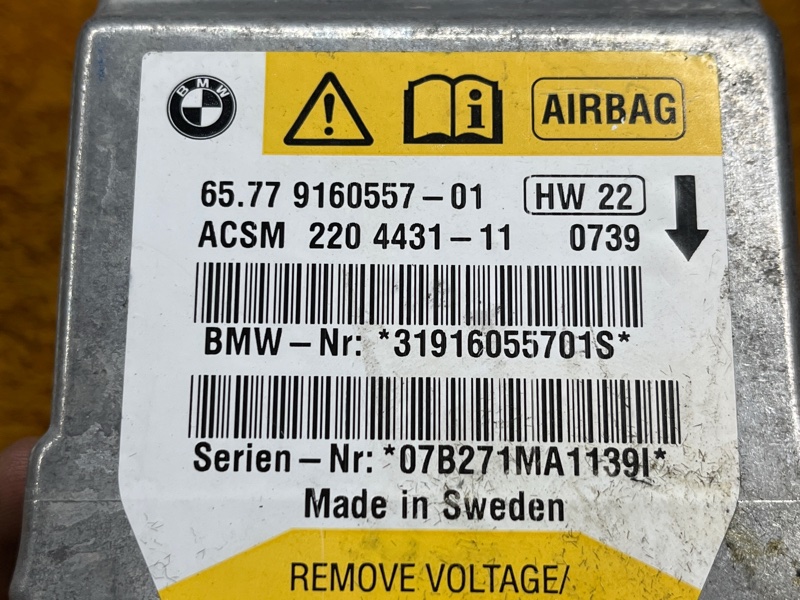 BMW
AIRBAG
65.77 9160557-01 HW 22
ACSM 220 4431-11 0739
BMW-Nr: *31916055701S*
Serien-Nr: *07B271MA1139I*
Made in Sweden
REMOVE VOLTAGE/